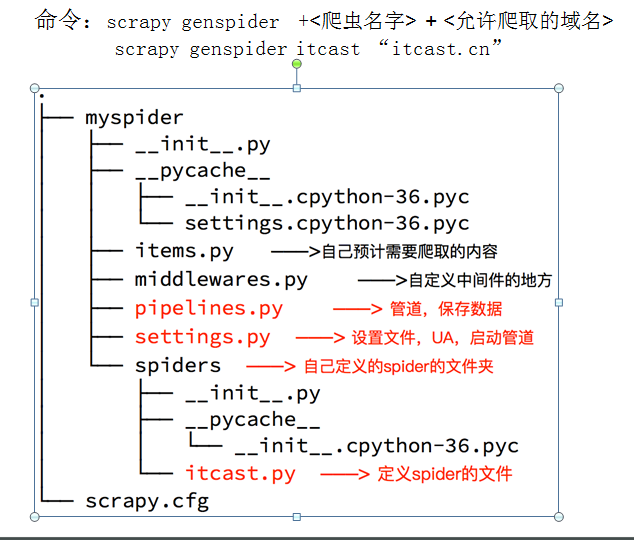 命令：scrapy genspider +<爬虫名字> + <允许爬取的域名>
scrapy genspider itcast “itcast.cn”
.
├── myspider
│   ├── __init__.py
│   ├── __pycache__
│   │   ├── __init__.cpython-36.pyc
│   │   └── settings.cpython-36.pyc
│   ├── items.py ——>自己预计需要爬取的内容
│   ├── middlewares.py ——>自定义中间件的地方
│   ├── pipelines.py ——> 管道，保存数据
│   ├── settings.py ——> 设置文件，UA，启动管道
│   └── spiders ——> 自己定义的spider的文件夹
│       ├── __init__.py
│       ├── __pycache__
│       │   └── __init__.cpython-36.pyc
│       └── itcast.py ——> 定义spider的文件
└── scrapy.cfg